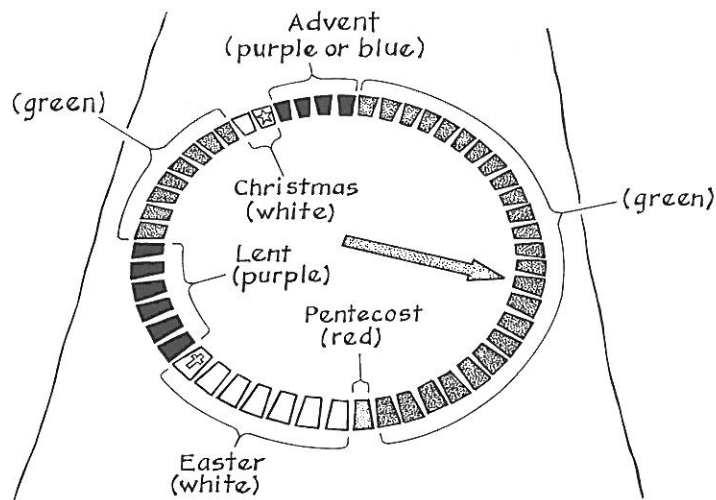 Advent
(purple or blue)
(green)
Christmas
(white)
(green)
Lent
(purple)
Pentecost
(red)
Easter
(white)